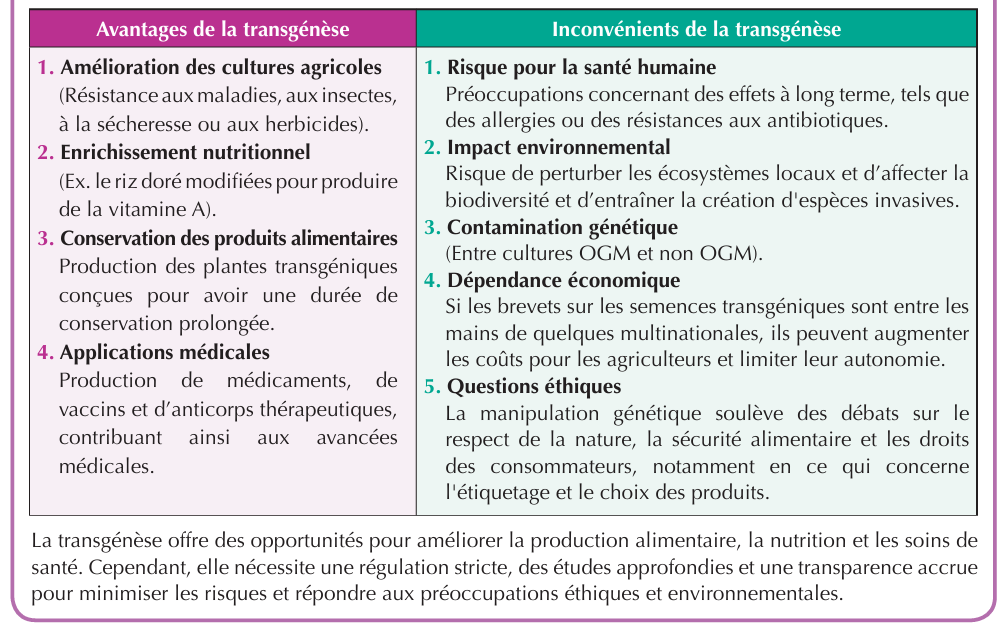 Avantages de la transgénèse
1. Amélioration des cultures agricoles
(Résistance aux maladies, aux insectes,
à la sécheresse ou aux herbicides).
2. Enrichissement nutritionnel
(Ex. le riz doré modifiées pour produire
de la vitamine A).
3. Conservation des produits alimentaires
Production des plantes transgéniques
conçues pour avoir une durée de
conservation prolongée.
4. Applications médicales
Production de médicaments, de
vaccins et d’anticorps thérapeutiques,
contribuant ainsi aux avancées
médicales.
Inconvénients de la transgénèse
1. Risque pour la santé humaine
Préoccupations concernant des effets à long terme, tels que
des allergies ou des résistances aux antibiotiques.
2. Impact environnemental
Risque de perturber les écosystèmes locaux et d’affecter la
biodiversité et d’entraîner la création d'espèces invasives.
3. Contamination génétique
(Entre cultures OGM et non OGM).
4. Dépendance économique
Si les brevets sur les semences transgéniques sont entre les
mains de quelques multinationales, ils peuvent augmenter
les coûts pour les agriculteurs et limiter leur autonomie.
5. Questions éthiques
La manipulation génétique soulève des débats sur le
respect de la nature, la sécurité alimentaire et les droits
des consommateurs, notamment en ce qui concerne
l'étiquetage et le choix des produits.
La transgénèse offre des opportunités pour améliorer la production alimentaire, la nutrition et les soins de
santé. Cependant, elle nécessite une régulation stricte, des études approfondies et une transparence accrue
pour minimiser les risques et répondre aux préoccupations éthiques et environnementales.